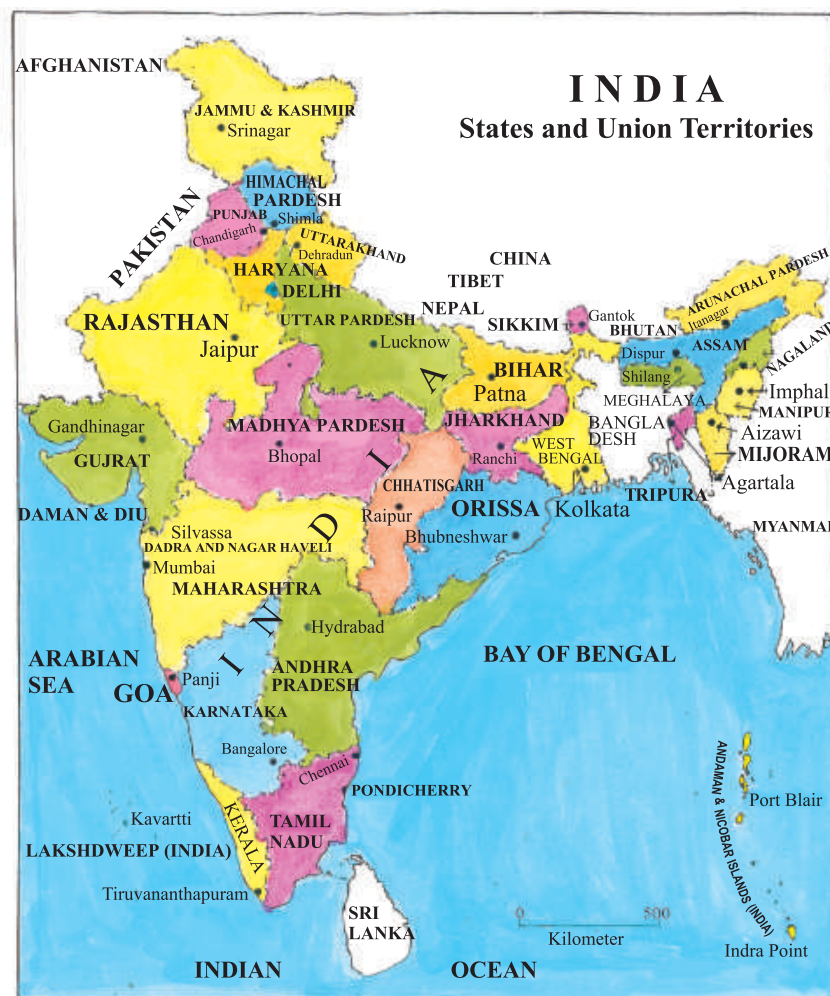 INDIA
States and Union Territories
AFGHANISTAN
JAMMU & KASHMIR
Srinagar
PAKISTAN
HIMACHAL
PARDESH
Shimla
PUNJAB
Chandigarh
UTTARAKHAND
Dehradun
HARYANA
DELHI
CHINA
TIBET
NEPAL
RAJASTHAN
Jaipur
UTTAR PARDESH
Lucknow
SIKKIM
Gantok
BHUTAN
ARUNACHAL PARDESH
Itanagar
ASSAM
Dispur
NAGALAND
Shilang
MEGHALAYA
Imphal
MANIPUR
BIHAR
Patna
Gandhinagar
GUJRAT
MADHYA PARDESH
Bhopal
JHARKHAND
Ranchi
WEST
BENGAL
BANGLA
DESH
Aizawi
MIJORAM
Agartala
TRIPURA
CHHATISGARH
Raipur
ORISSA
Bhubneshwar
Kolkata
MYANMAR
DAMAN & DIU
Silvassa
DADRA AND NAGAR HAVELI
Mumbai
MAHARASHTRA
INDIA
Hydrabad
ANDHRA
PRADESH
ARABIAN
SEA
GOA
Panji
KARNATAKA
Bangalore
BAY OF BENGAL
Chennai
PONDICHERRY
Kavartti
LAKSHDWEEP (INDIA)
KERALA
TAMIL
NADU
Tiruvananthapuram
SRI
LANKA
ANDAMAN & NICOBAR ISLANDS (INDIA)
Port Blair
Indra Point
0 500
Kilometer
INDIAN OCEAN